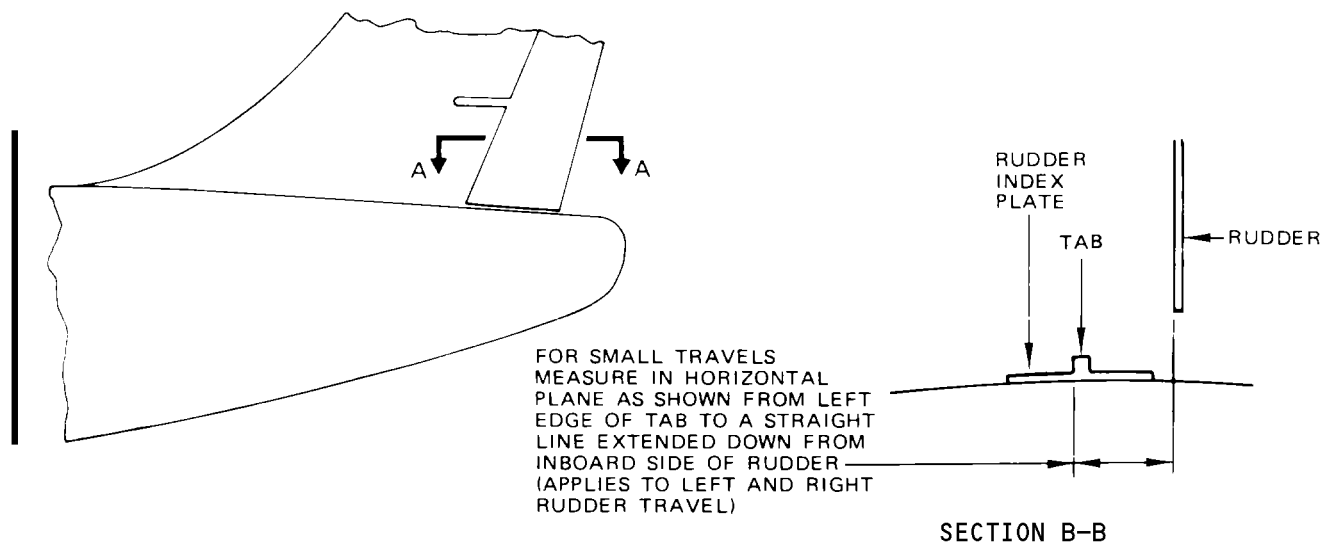 A
A
RUDDER
INDEX
PLATE
TAB
RUDDER
FOR SMALL TRAVELS
MEASURE IN HORIZONTAL
PLANE AS SHOWN FROM LEFT
EDGE OF TAB TO A STRAIGHT
LINE EXTENDED DOWN FROM
INBOARD SIDE OF RUDDER
(APPLIES TO LEFT AND RIGHT
RUDDER TRAVEL)
SECTION B-B